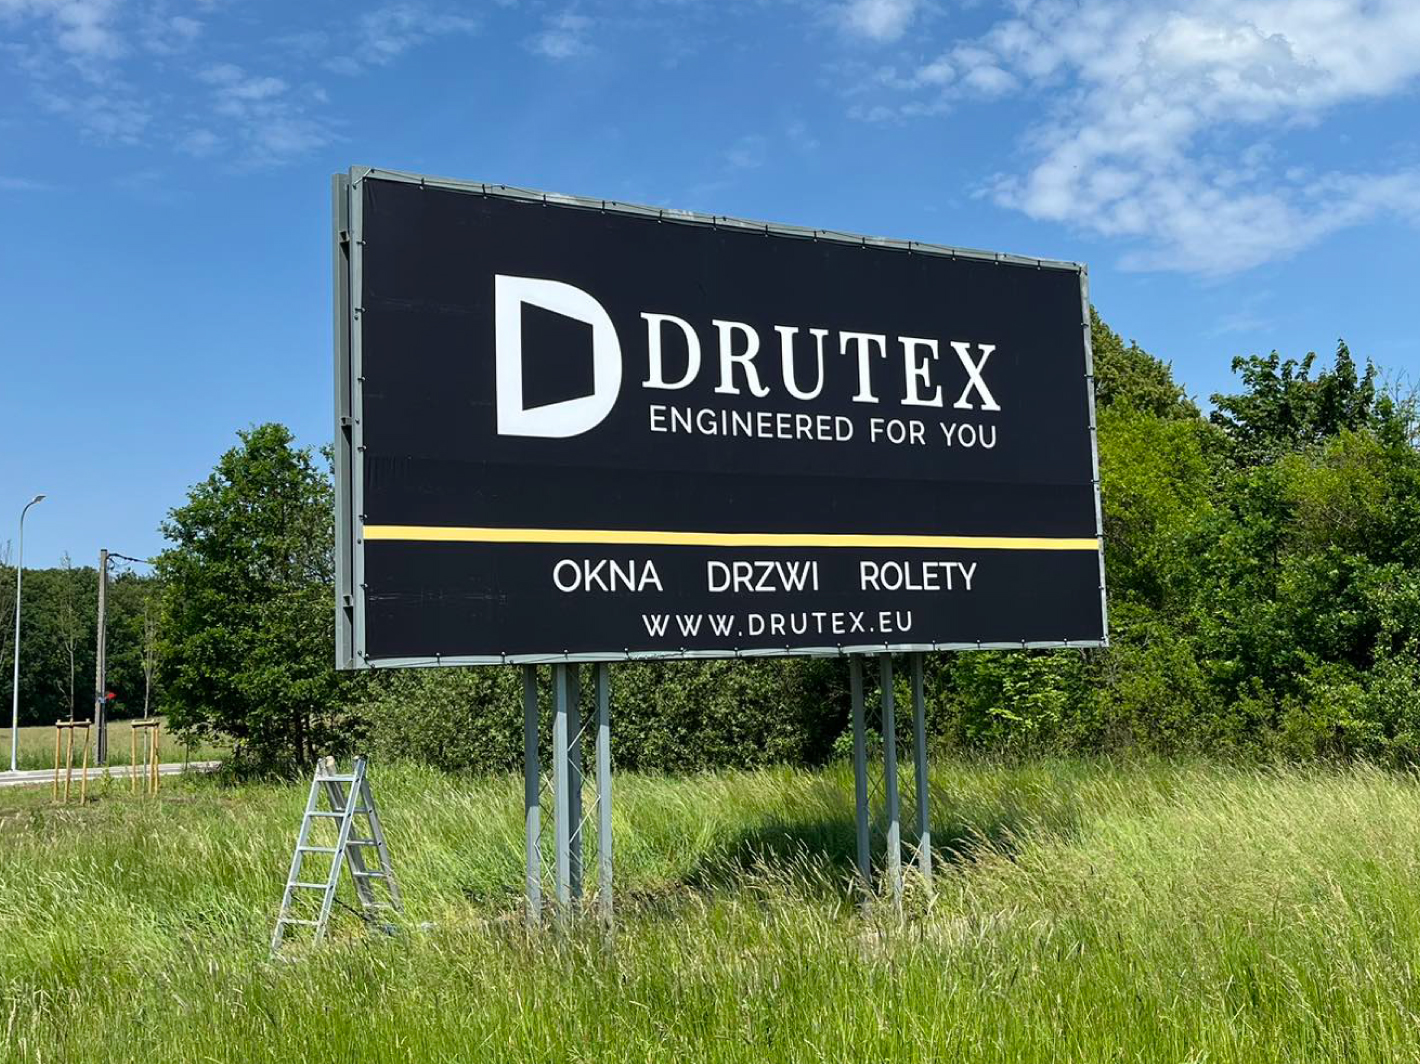 DRUTEX
ENGINEERED FOR YOU
OKNA DRZWI ROLETY
WWW.DRUTEX.EU